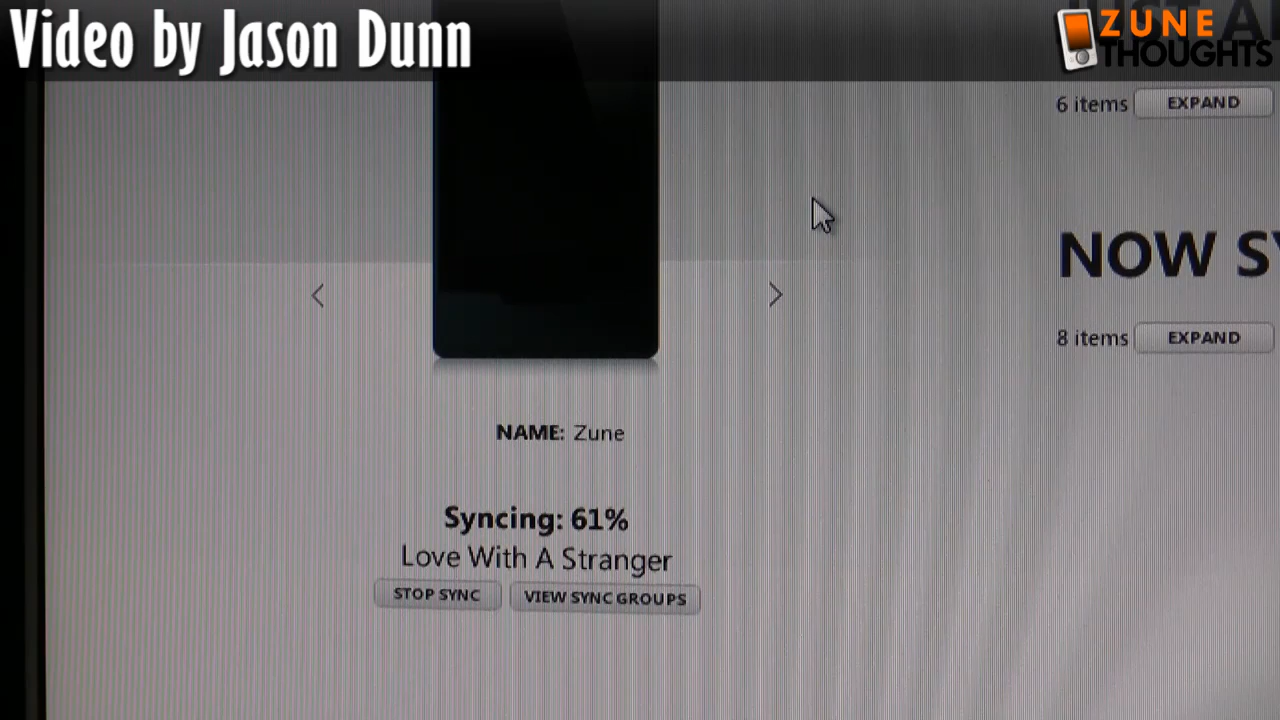 Video by Jason Dunn
ZUNE
THOUGHTS
6 items EXPAND
NOW
8 items EXPAND
NAME: Zune
Syncing: 61%
Love With A Stranger
STOP SYNC VIEW SYNC GROUPS